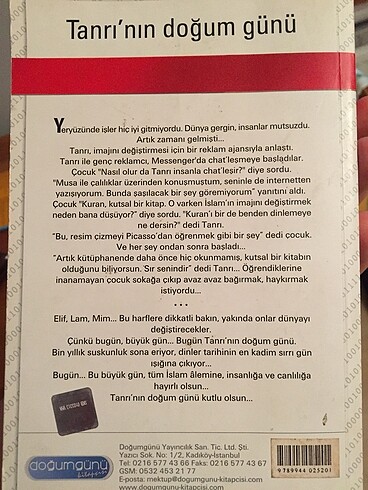 Tanrı'nın doğum günü
Yeryüzünde işler hiç iyi gitmiyordu. Dünya gergin, insanlar mutsuzdu.
Artık zamanı gelmişti...
Tanrı, imajını değiştirmesi için bir reklam ajansıyla anlaştı.
Tanrı ile genç reklamcı, Messenger'da chat'leşmeye başladılar.
Çocuk "Nasıl olur da Tanrı insanla chat'leşir?" diye sordu.
"Musa ile çalılıklar üzerinden konuşmuştum, seninle de internetten
yazışıyorum. Bunda şaşılacak bir şey göremiyorum" yanıtını aldı.
Çocuk "Kuran, kutsal bir kitap. O varken İslam'ın imajını değiştirmek
neden bana düşüyor?" diye sordu. "Kuran'ı bir de benden dinlemeye
ne dersin?" dedi Tanrı.
"Bu, resim çizmeyi Picasso'dan öğrenmek gibi bir şey" dedi çocuk.
Ve her şey ondan sonra başladı...
"Artık kütüphanende daha önce hiç okunmamış, kutsal bir kitabın
olduğunu biliyorsun. Sır senindir" dedi Tanrı... Öğrendiklerine
inanamayan çocuk sokağa çıkıp avaz avaz bağırmak, haykırmak
istiyordu...
• • •
Elif, Lam, Mim... Bu harflere dikkatli bakın, yakında onlar dünyayı
değiştirecekler.
Çünkü bugün, büyük gün... Bugün Tanrı'nın doğum günü.
Bin yıllık suskunluk sona eriyor, dinler tarihinin en kadim sırrı gün
ışığına çıkıyor...
Bugün... Bu büyük gün, tüm İslam âlemine, insanlığa ve canlılığa
hayırlı olsun...
Tanrı'nın doğum günü kutlu olsun...
doğumgünü
kitapçısı
Doğumgünü Yayıncılık San. Tic. Ltd. Şti.
Yazıcı Sok. No: 1/2, Kadıköy-İstanbul
Tel: 0216 577 43 66 Faks: 0216 577 43 67
GSM: 0532 453 21 77
E-posta: mektup@dogumgunu-kitapcisi.com
www.dogumgunu-kitapcisi.com
9 789944 025201